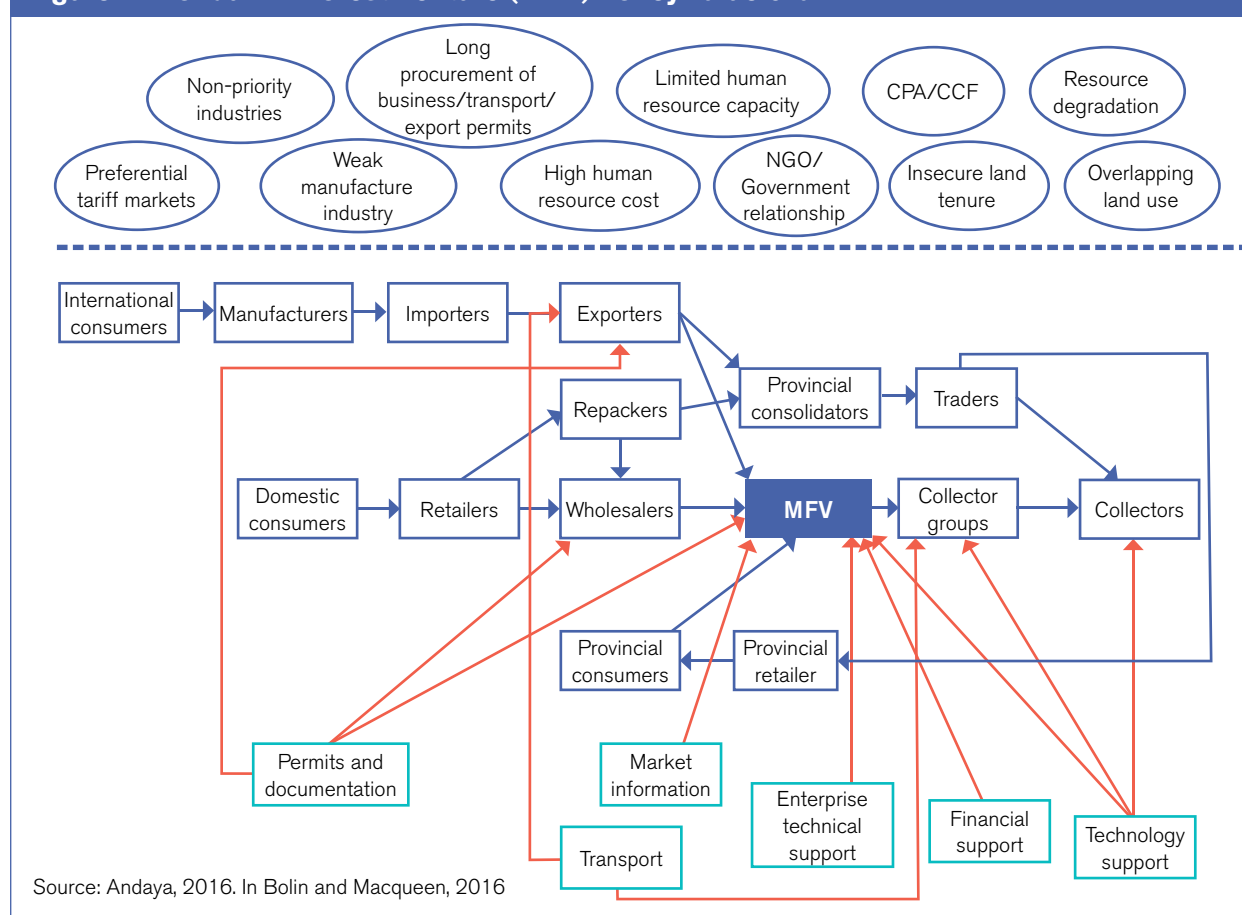 Non-priority
industries
Long
procurement of
business/transport/
export permits
Limited human
resource capacity
CPA/CCF
Resource
degradation
Preferential
tariff markets
Weak
manufacture
industry
High human
resource cost
NGO/
Government
relationship
Insecure land
tenure
Overlapping
land use
International
consumers
Manufacturers
Importers
Exporters
Provincial
consolidators
Traders
Repackers
Domestic
consumers
Retailers
Wholesalers
MFV
Collector
groups
Collectors
Provincial
consumers
Provincial
retailer
Permits and
documentation
Market
information
Enterprise
technical
support
Financial
support
Technology
support
Transport
Source: Andaya, 2016. In Bolin and Macqueen, 2016